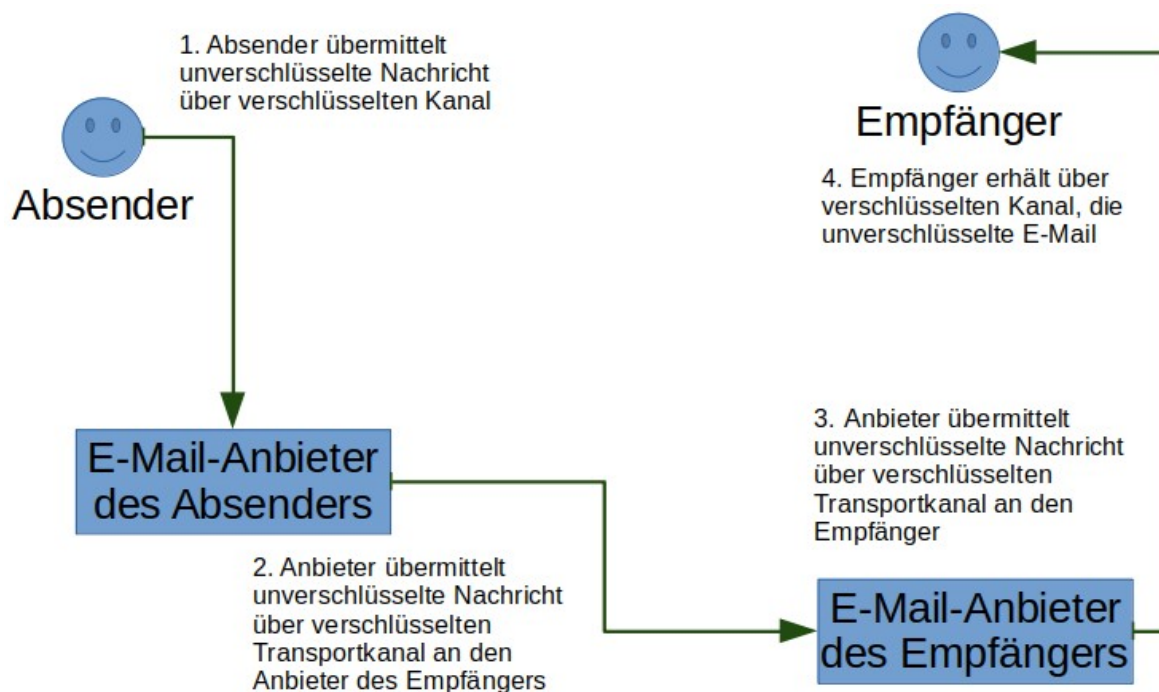 1. Absender übermittelt
unverschlüsselte Nachricht
über verschlüsselten Kanal
Absender
Empfänger
4. Empfänger erhält über
verschlüsselten Kanal, die
unverschlüsselte E-Mail
E-Mail-Anbieter
des Absenders
2. Anbieter übermittelt
unverschlüsselte Nachricht
über verschlüsselten
Transportkanal an den
Anbieter des Empfängers
3. Anbieter übermittelt
unverschlüsselte Nachricht
über verschlüsselten
Transportkanal an den
Empfänger
E-Mail-Anbieter
des Empfängers